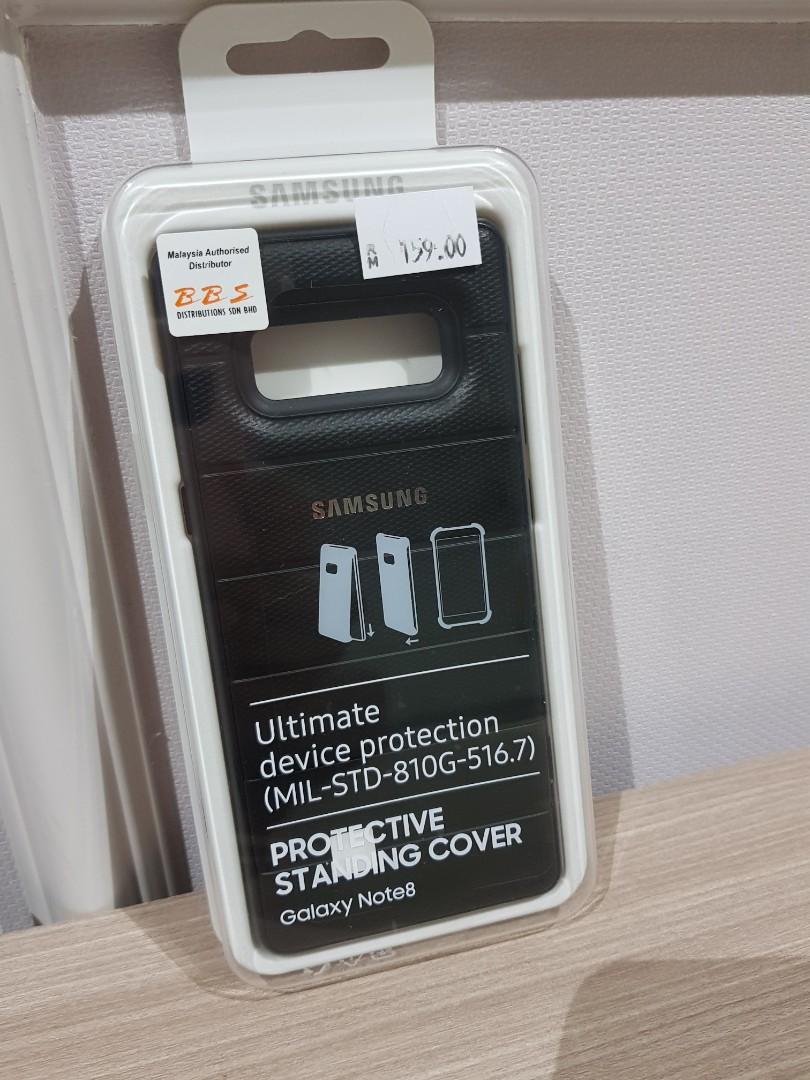 SAMSUNG
RM 159.00
Malaysia Authorised
Distributor
BBS
DISTRIBUTIONS SDN BHD
SAMSUNG
Ultimate
device protection
(MIL-STD-810G-516.7)
PROTECTIVE
STANDING COVER
Galaxy Note8